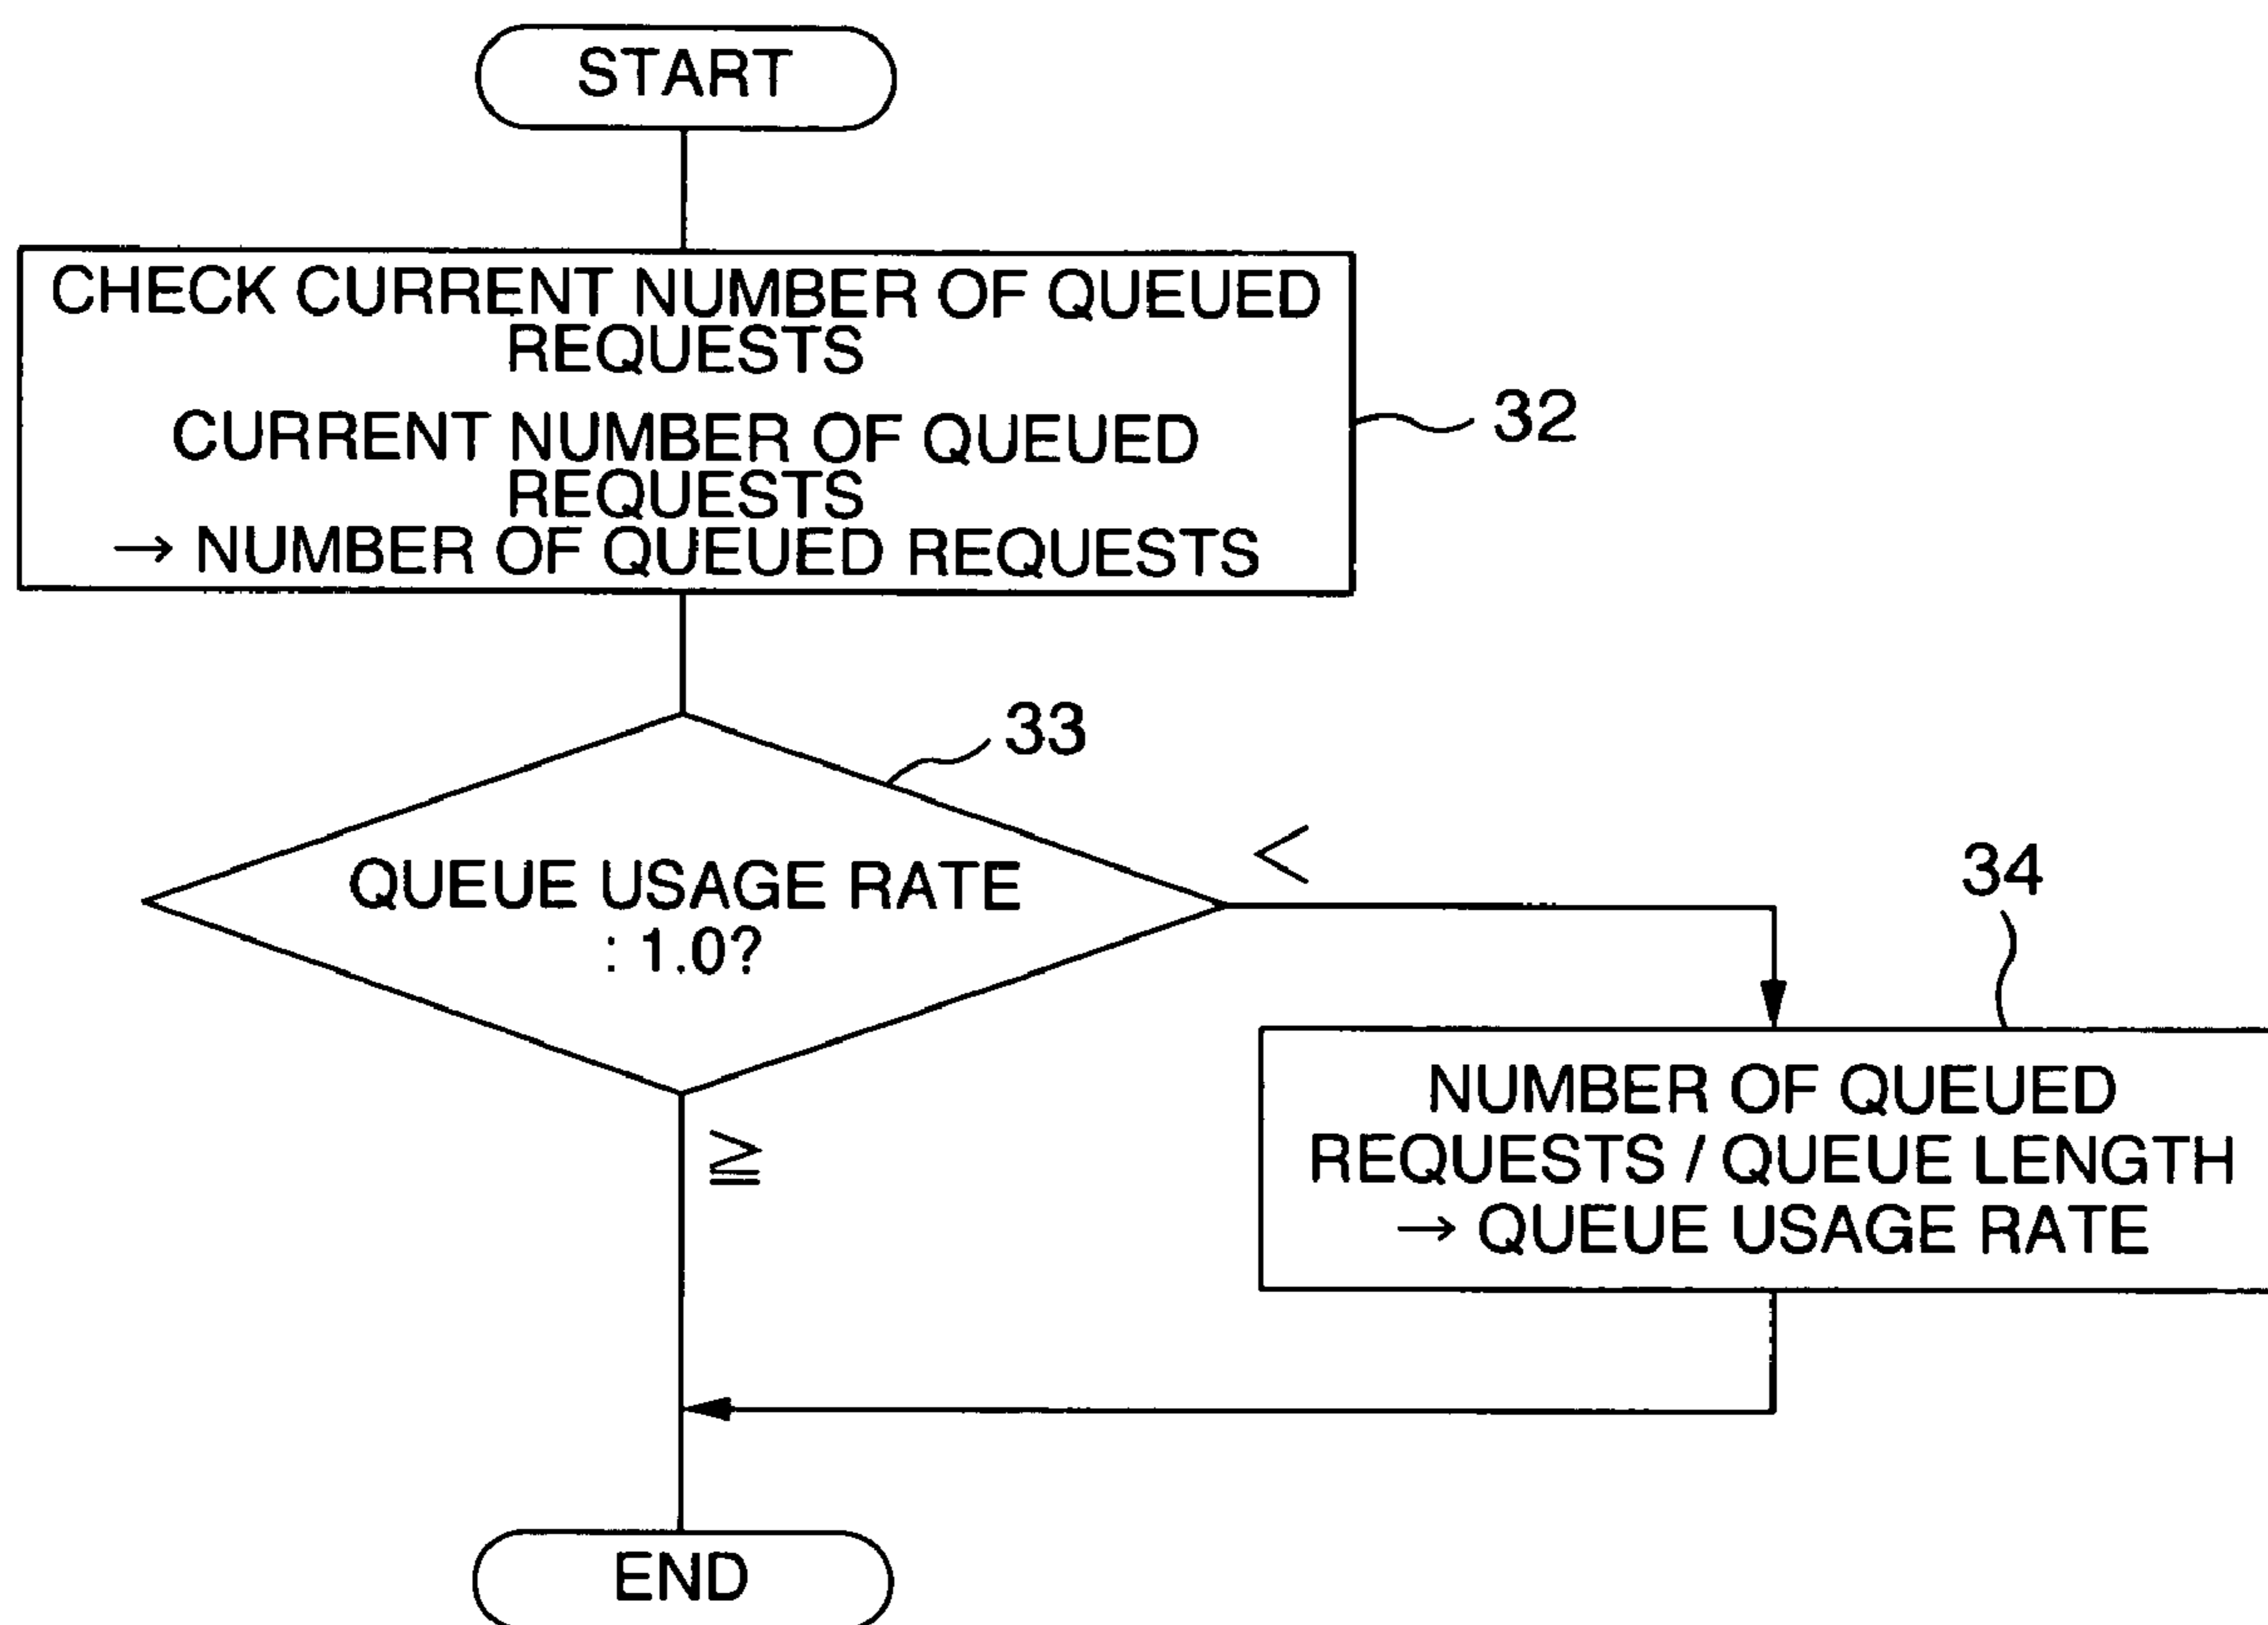 START
CHECK CURRENT NUMBER OF QUEUED
REQUESTS
CURRENT NUMBER OF QUEUED
REQUESTS
→ NUMBER OF QUEUED REQUESTS
32
33
QUEUE USAGE RATE
: 1.0?
<
34
NUMBER OF QUEUED
REQUESTS / QUEUE LENGTH
→ QUEUE USAGE RATE
≧
END